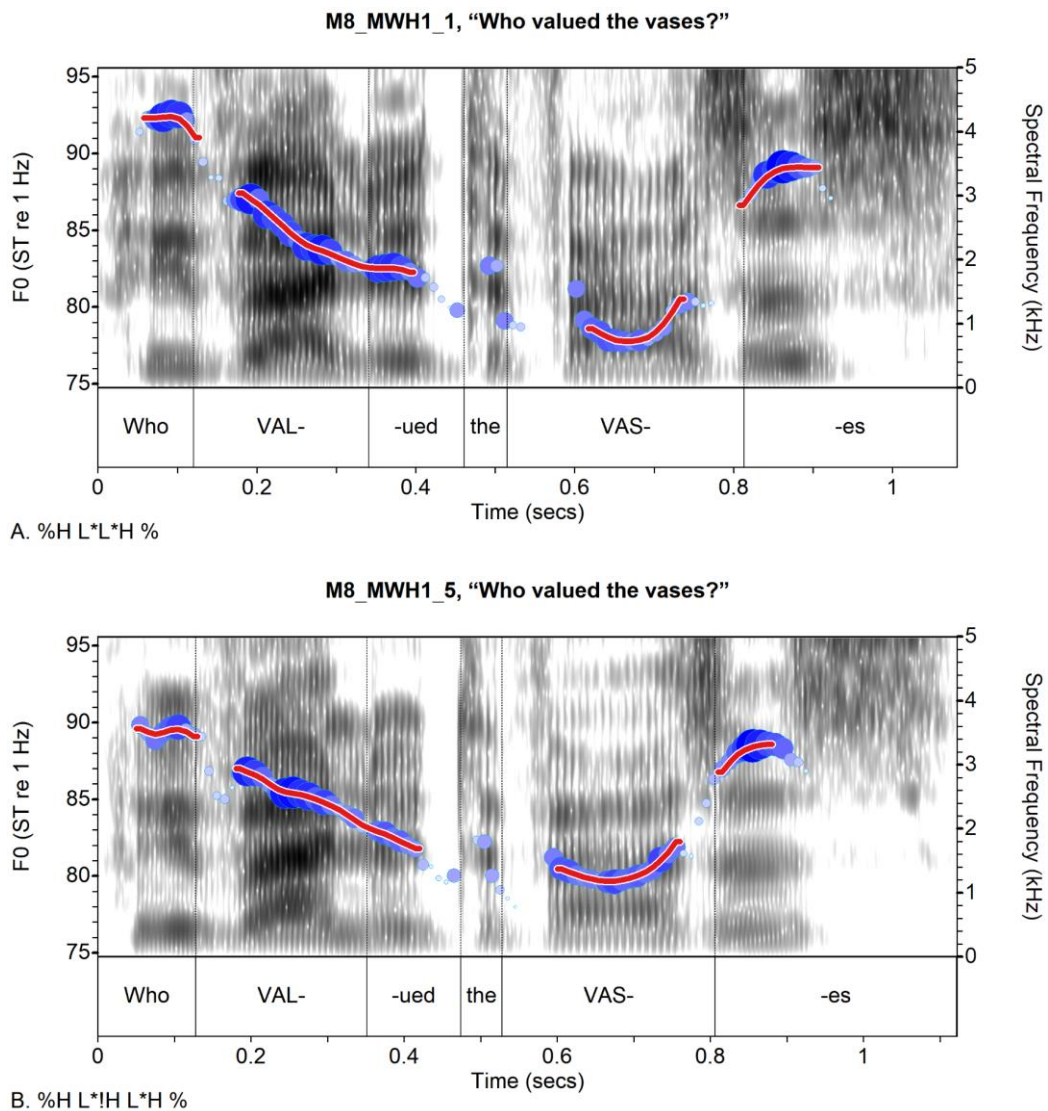 M8_MWH1_1, “Who valued the vases?”
F0 (ST re 1 Hz)
95
90
85
80
75
5
4
3
2
1
0
Spectral Frequency (kHz)
Who VAL- -ued the VAS- -es
0 0.2 0.4 0.6 0.8 1
Time (secs)
A. %H L*L*H %
M8_MWH1_5, “Who valued the vases?”
F0 (ST re 1 Hz)
95
90
85
80
75
5
4
3
2
1
0
Spectral Frequency (kHz)
Who VAL- -ued the VAS- -es
0 0.2 0.4 0.6 0.8 1
Time (secs)
B. %H L*!H L*H %